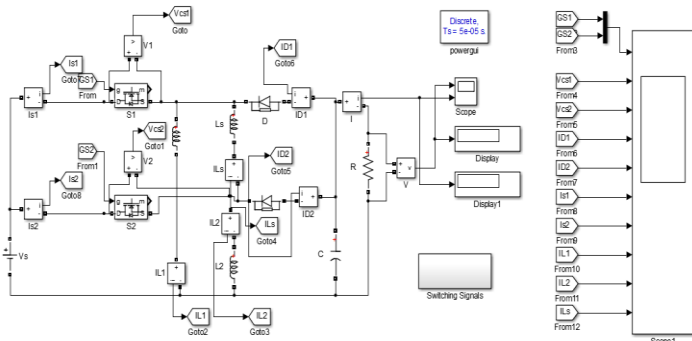 Vcs1
Goto
V1
Is1
Goto7
GS1
From
g
m
D
S
S1
Is1
Vcs2
Goto1
GS2
From1
V2
Is2
Goto8
g
m
D
S
S2
Is2
Vs
IL1
IL1
Goto2
Ls
ILs
IL2
L2
IL2
Goto3
ILs
Goto4
ID1
Goto6
D
ID1
ID2
Goto5
ID2
C
I
R
V
Discrete,
Ts = 5e-05 s.
powergui
Scope
Display
Display1
Switching Signals
GS1
GS2
From3
Vcs1
From4
Vcs2
From5
ID1
From6
ID2
From7
Is1
From8
Is2
From9
IL1
From10
IL2
From11
ILs
From12
Scope1